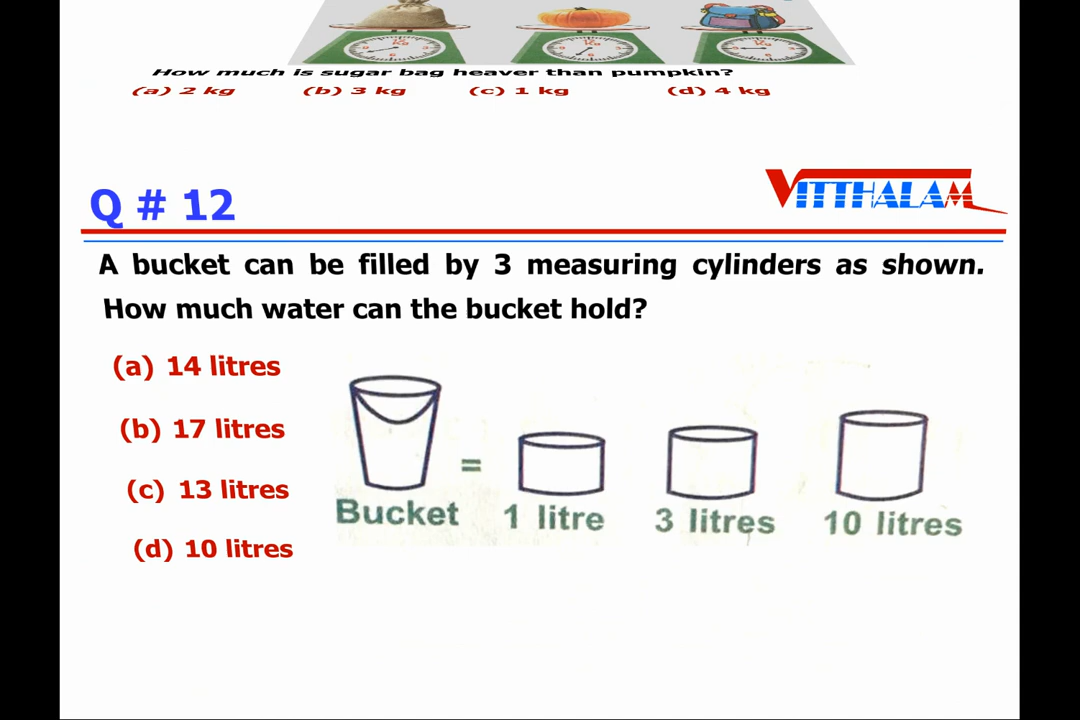 How much is sugar bag heaver than pumpkin?
(a) 2 kg (b) 3 kg (c) 1 kg (d) 4 kg
Q # 12
VITTHALAM
A bucket can be filled by 3 measuring cylinders as shown.
How much water can the bucket hold?
(a) 14 litres
(b) 17 litres
(c) 13 litres
(d) 10 litres
=
Bucket 1 litre 3 litres 10 litres